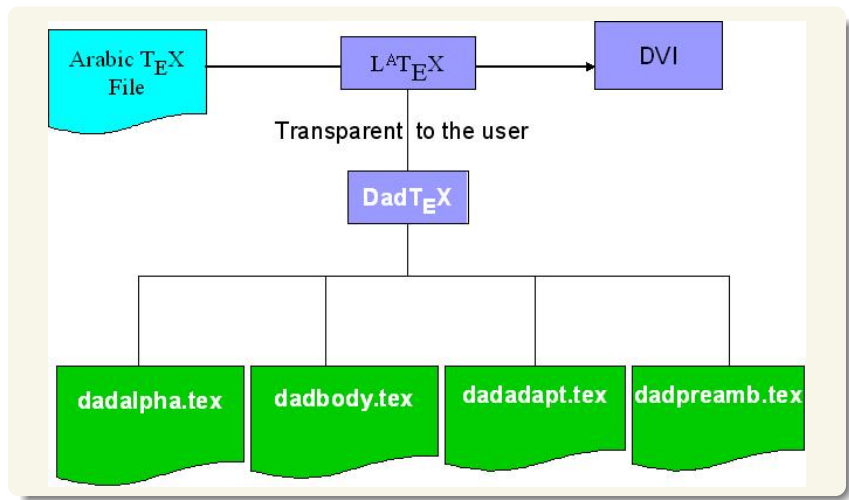 Arabic TEX
File
LATEX
DVI
Transparent to the user
DadTEX
dadalpha.tex
dadbody.tex
dadadapt.tex
dadpreamb.tex